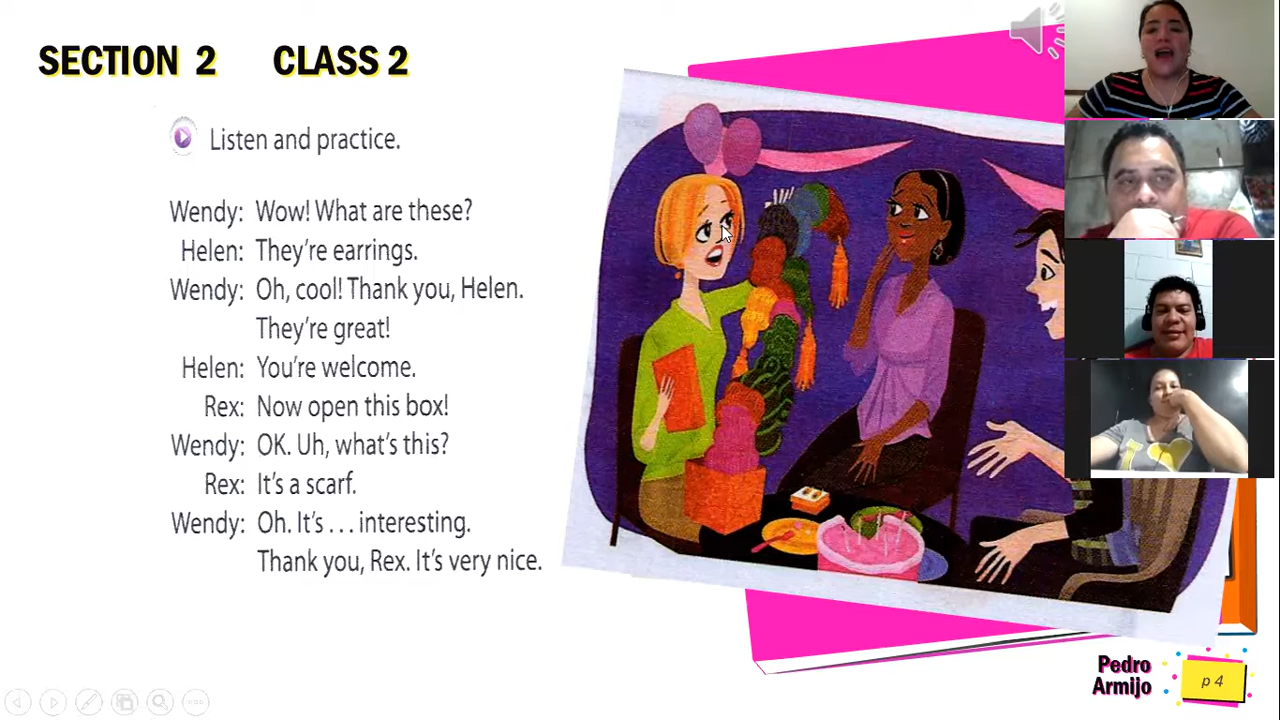 SECTION 2 CLASS 2
Listen and practice.
Wendy: Wow! What are these?
Helen: They're earrings.
Wendy: Oh, cool! Thank you, Helen.
They're great!
Helen: You're welcome.
Rex: Now open this box!
Wendy: OK. Uh, what's this?
Rex: It's a scarf.
Wendy: Oh. It's . . . interesting.
Thank you, Rex. It's very nice.
Pedro
Armijo
p 4